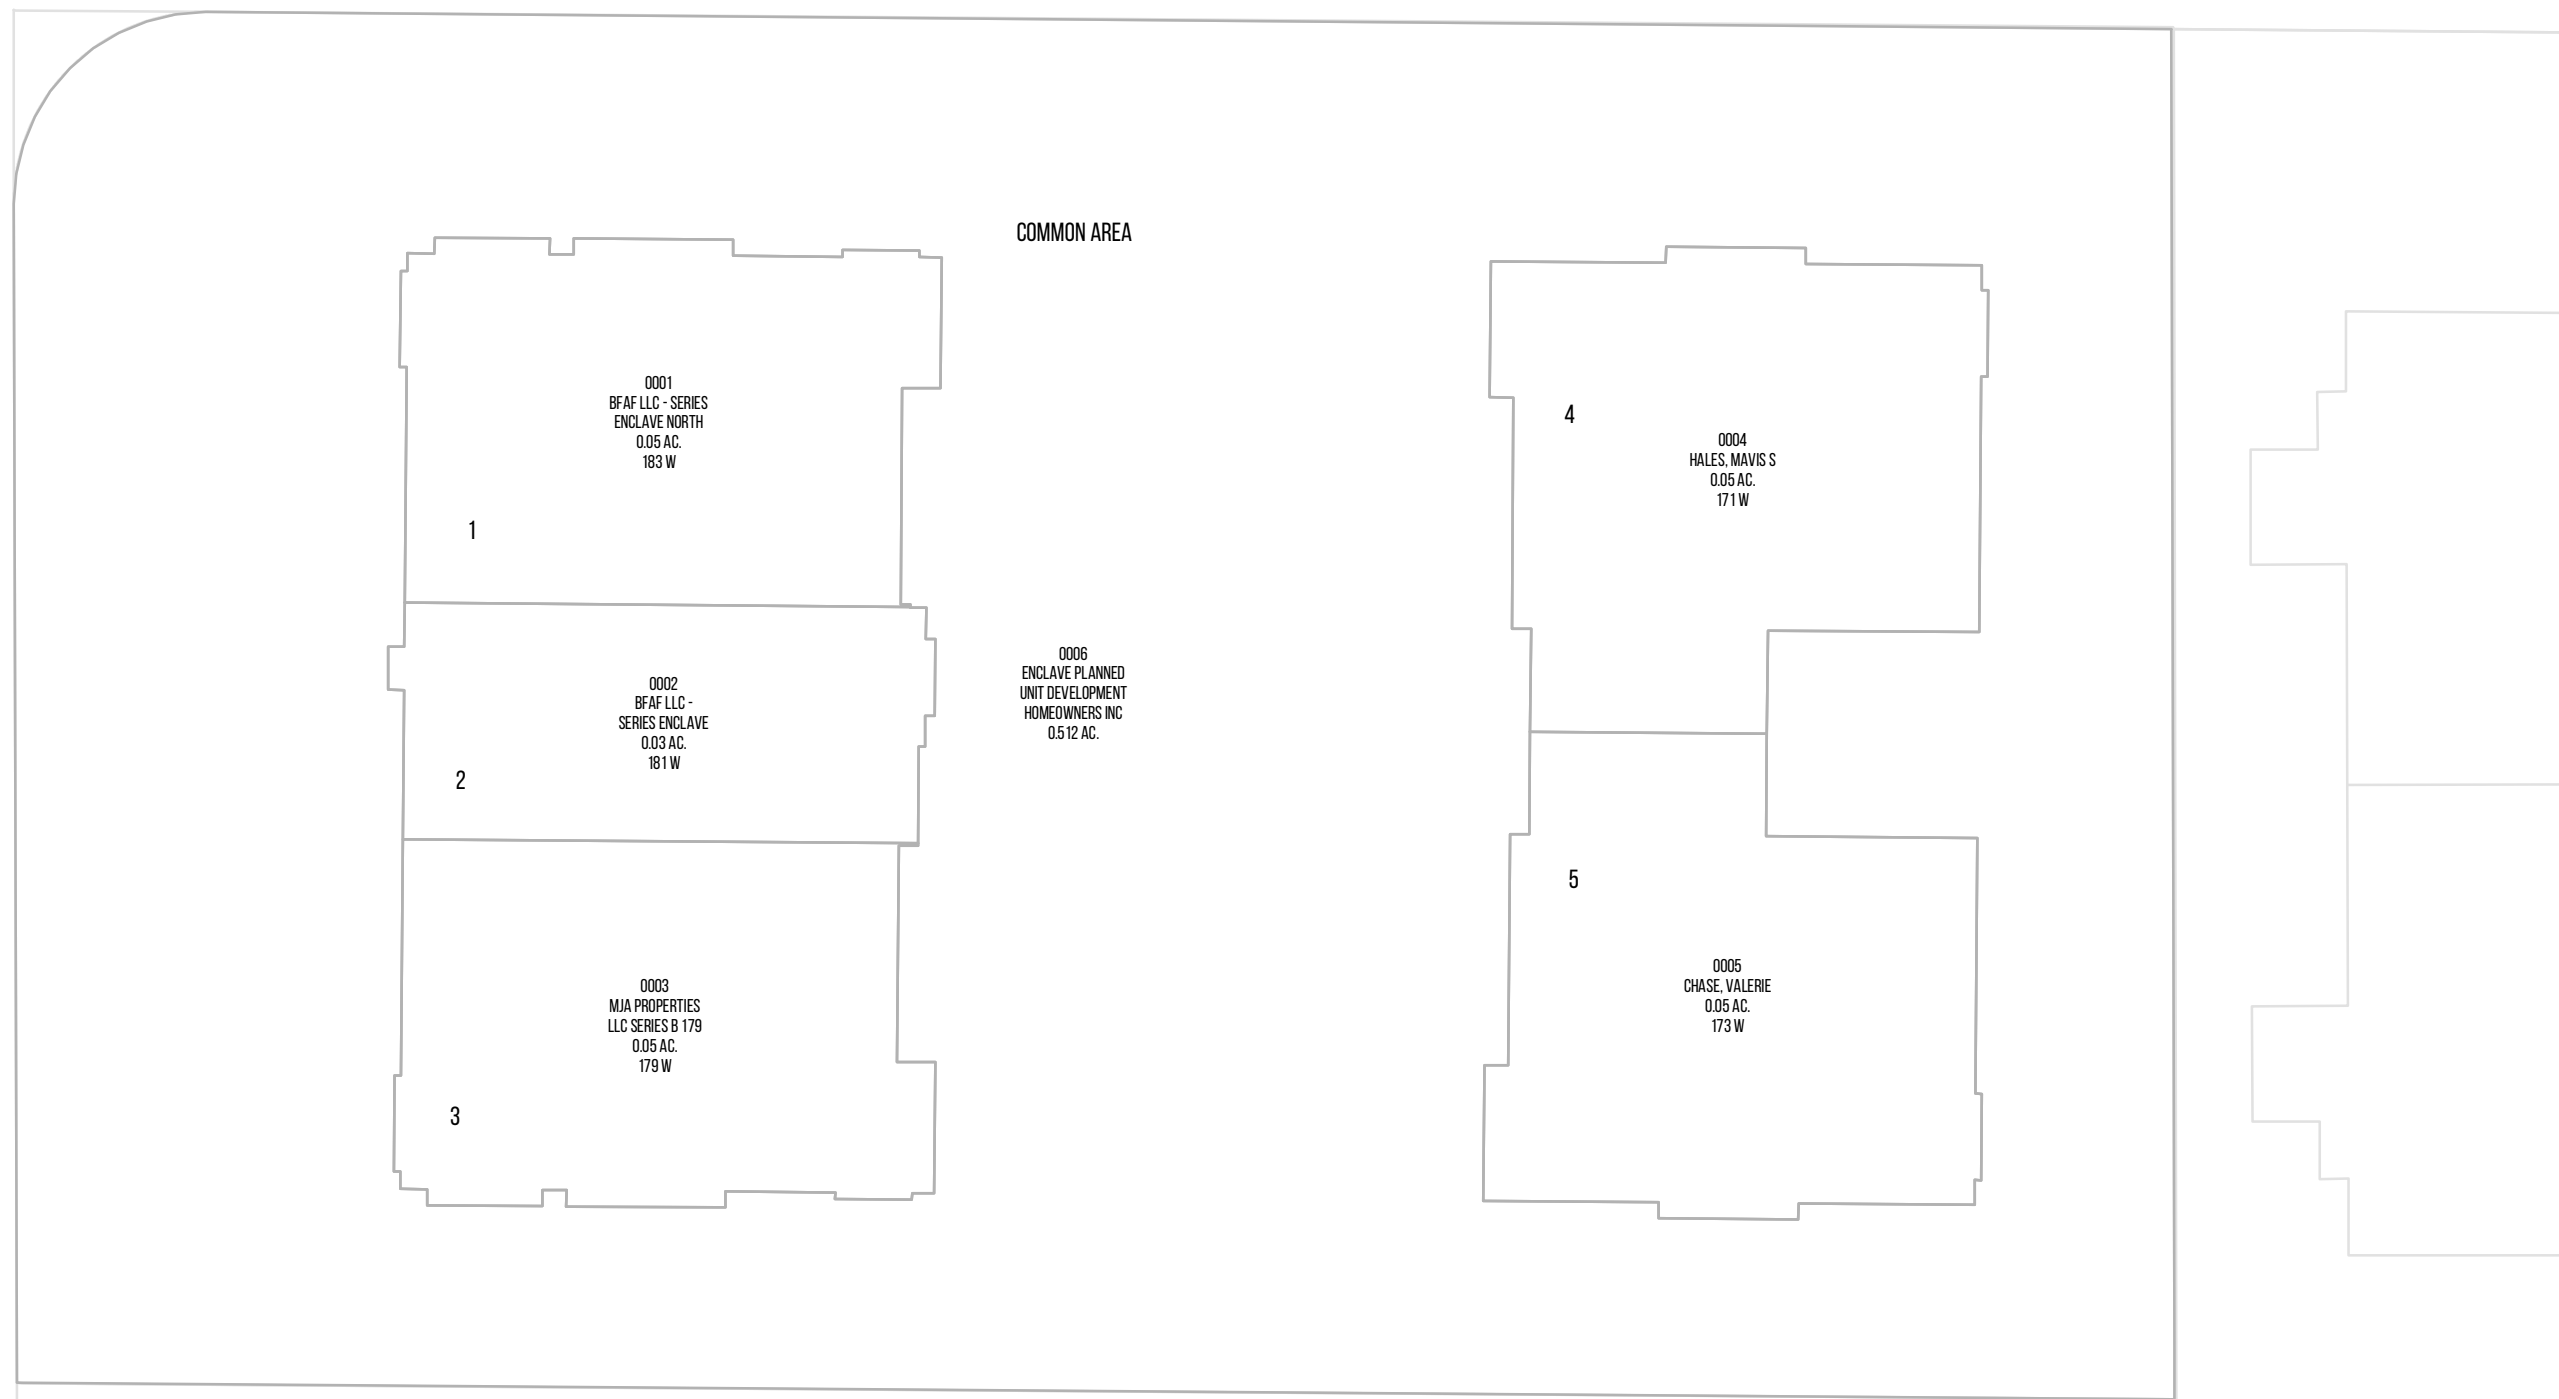 COMMON AREA
0001
BFAF LLC - SERIES
ENCLAVE NORTH
0.05 AC.
183 W
1
0002
BFAF LLC -
SERIES ENCLAVE
0.03 AC.
181 W
2
0003
MJA PROPERTIES
LLC SERIES B 179
0.05 AC.
179 W
3
0006
ENCLAVE PLANNED
UNIT DEVELOPMENT
HOMEOWNERS INC
0.512 AC.
4
0004
HALES, MAVIS S
0.05 AC.
171 W
5
0005
CHASE, VALERIE
0.05 AC.
173 W